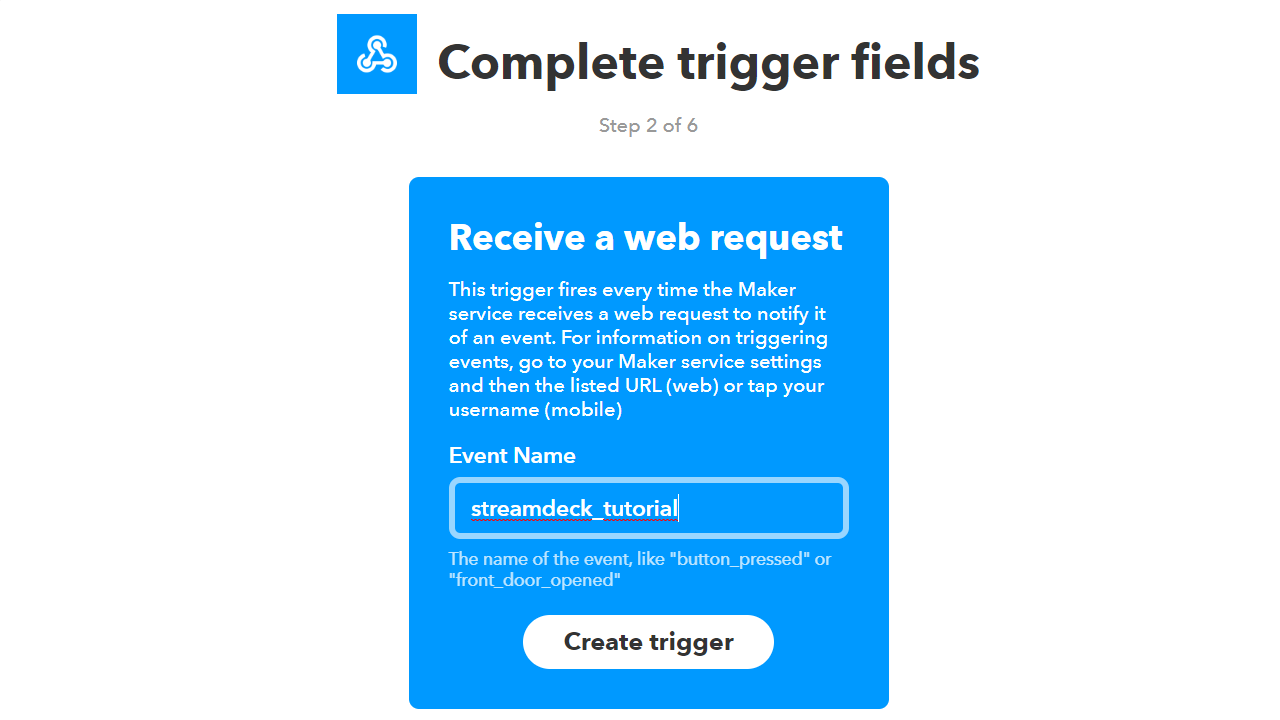 Complete trigger fields
Step 2 of 6
Receive a web request
This trigger fires every time the Maker
service receives a web request to notify it
of an event. For information on triggering
events, go to your Maker service settings
and then the listed URL (web) or tap your
username (mobile)
Event Name
streamdeck_tutorial
The name of the event, like "button_pressed" or
"front_door_opened"
Create trigger